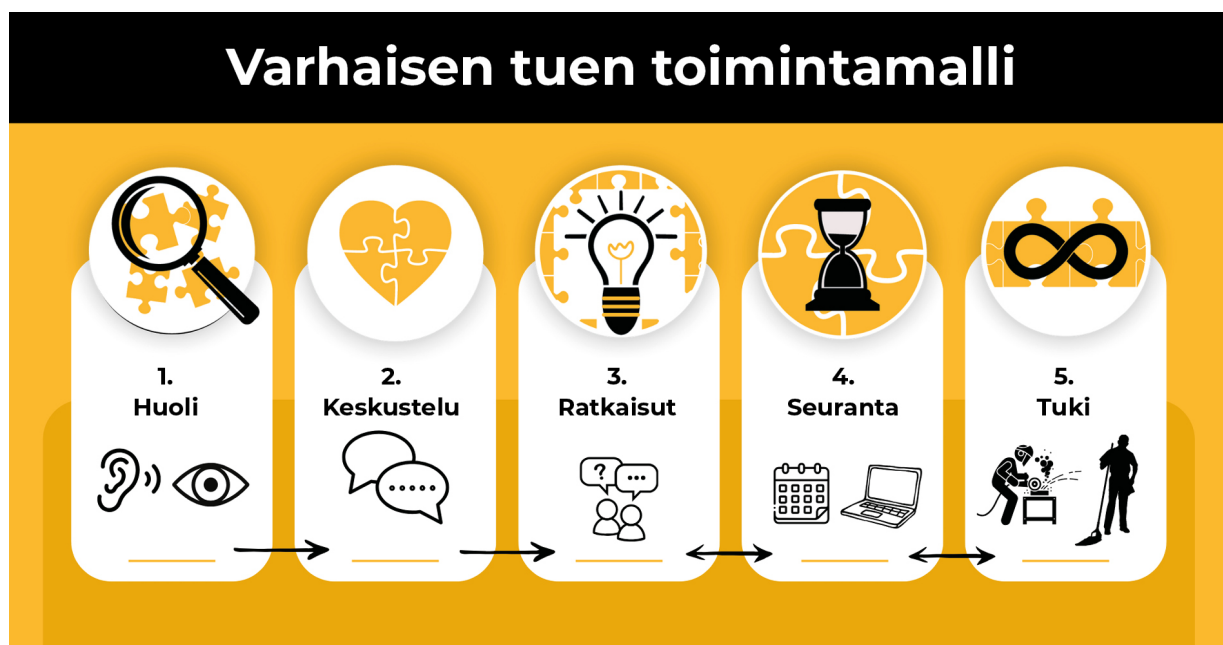 Varhaisen tuen toimintamalli
1.
Huoli
2.
Keskustelu
3.
Ratkaisut
?
4.
Seuranta
5.
Tuki